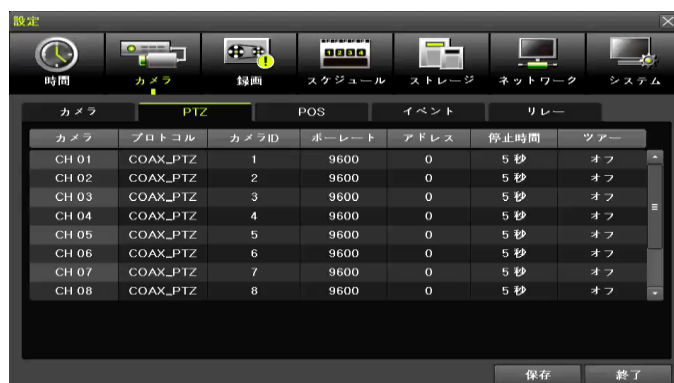 設定
時間 カメラ 録画 スケジュール ストレージ ネットワーク システム
カメラ PTZ POS イベント リレー
カメラ プロトコル カメラID ボーレート アドレス 停止時間 ツアー
CH 01 COAX_PTZ 1 9600 0 5 秒 オフ
CH 02 COAX_PTZ 2 9600 0 5 秒 オフ
CH 03 COAX_PTZ 3 9600 0 5 秒 オフ
CH 04 COAX_PTZ 4 9600 0 5 秒 オフ
CH 05 COAX_PTZ 5 9600 0 5 秒 オフ
CH 06 COAX_PTZ 6 9600 0 5 秒 オフ
CH 07 COAX_PTZ 7 9600 0 5 秒 オフ
CH 08 COAX_PTZ 8 9600 0 5 秒 オフ
保存 終了